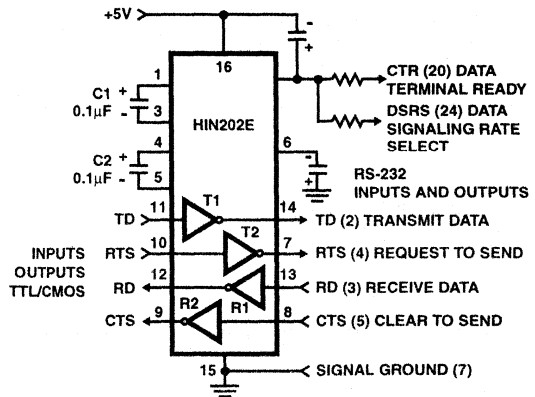 +5V
-
+
16
1
C1
+
0.1µF
-
3
HIN202E
CTR (20) DATA
TERMINAL READY
DSRS (24) DATA
SIGNALING RATE
SELECT
4
C2
+
0.1µF
-
5
6
-
+
RS-232
INPUTS AND OUTPUTS
TD
11
T1
14
TD (2) TRANSMIT DATA
INPUTS
OUTPUTS
TTL/CMOS
RTS
10
T2
7
RTS (4) REQUEST TO SEND
RD
12
R1
13
RD (3) RECEIVE DATA
CTS
9
R2
8
CTS (5) CLEAR TO SEND
15
SIGNAL GROUND (7)